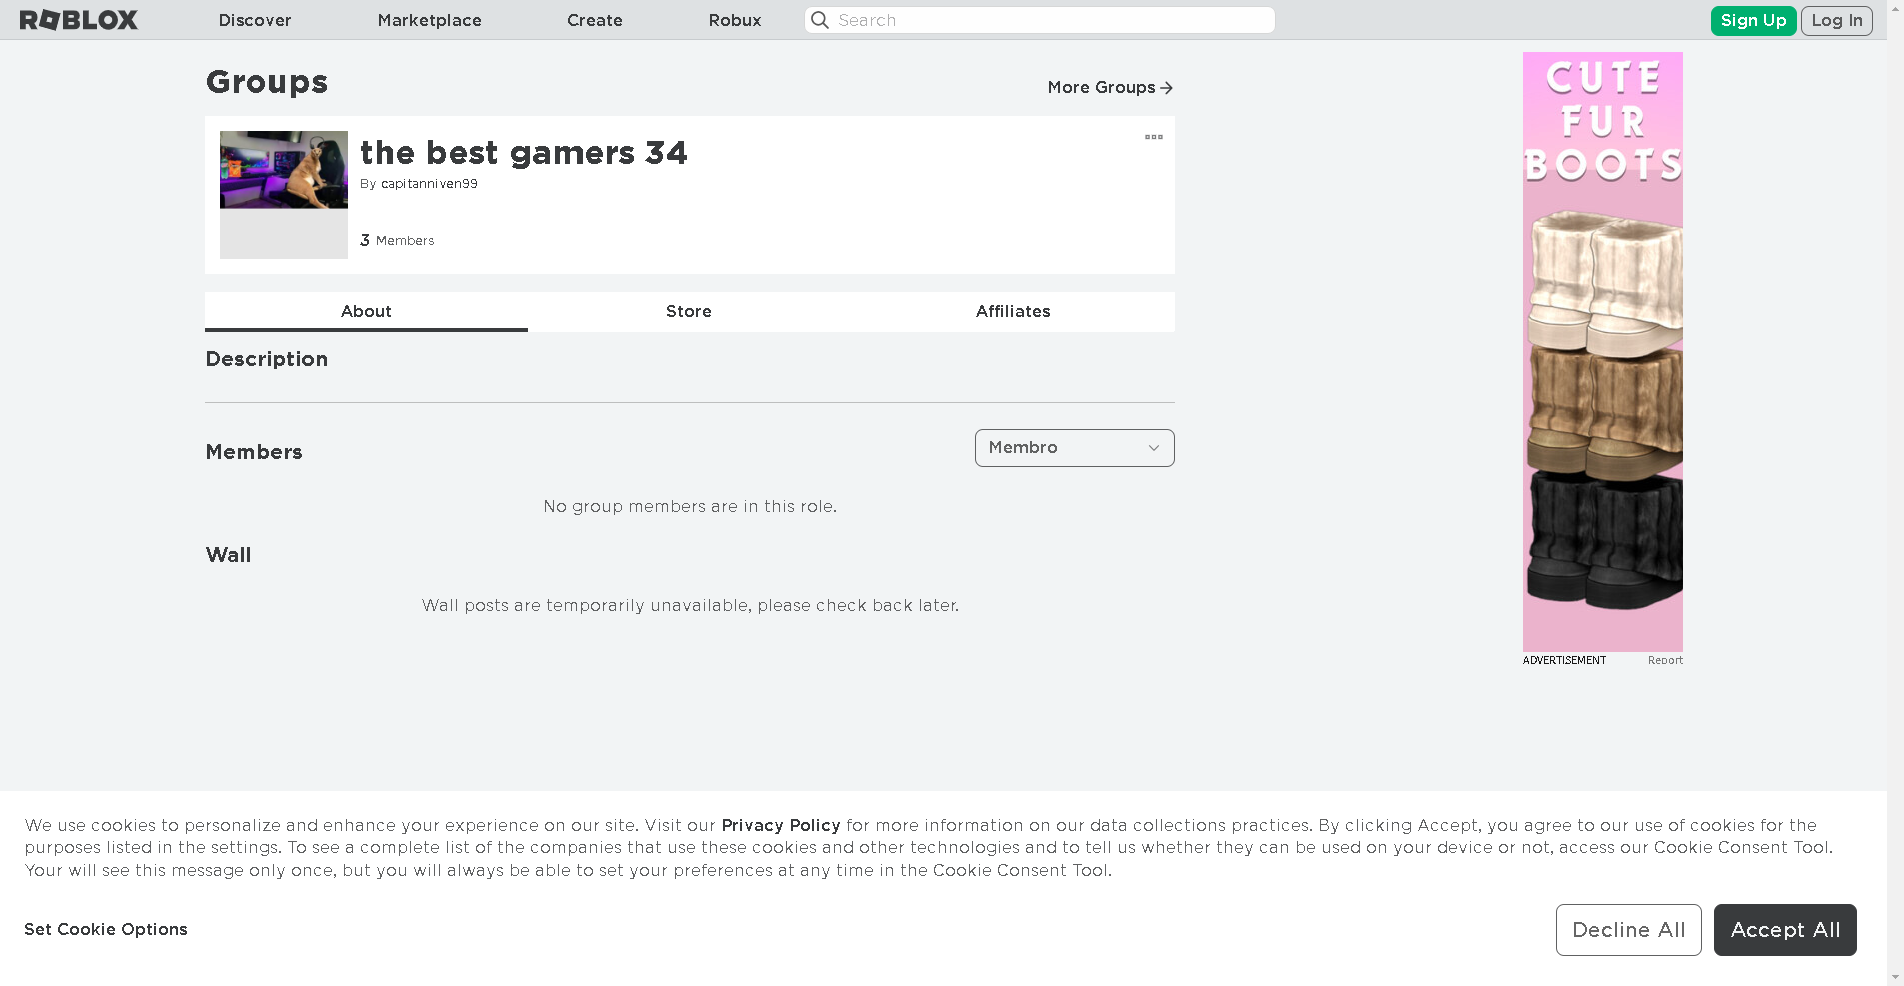 ROBLOX
Discover
Marketplace
Create
Robux
Search
Sign Up
Log In
Groups
More Groups
the best gamers 34
By capitanniven99
3 Members
About
Store
Affiliates
Description
Members
Membro
No group members are in this role.
Wall
Wall posts are temporarily unavailable, please check back later.
CUTE
FUR
BOOTS
ADVERTISEMENT
Report
We use cookies to personalize and enhance your experience on our site. Visit our Privacy Policy for more information on our data collections practices. By clicking Accept, you agree to our use of cookies for the
purposes listed in the settings. To see a complete list of the companies that use these cookies and other technologies and to tell us whether they can be used on your device or not, access our Cookie Consent Tool.
Your will see this message only once, but you will always be able to set your preferences at any time in the Cookie Consent Tool.
Set Cookie Options
Decline All
Accept All